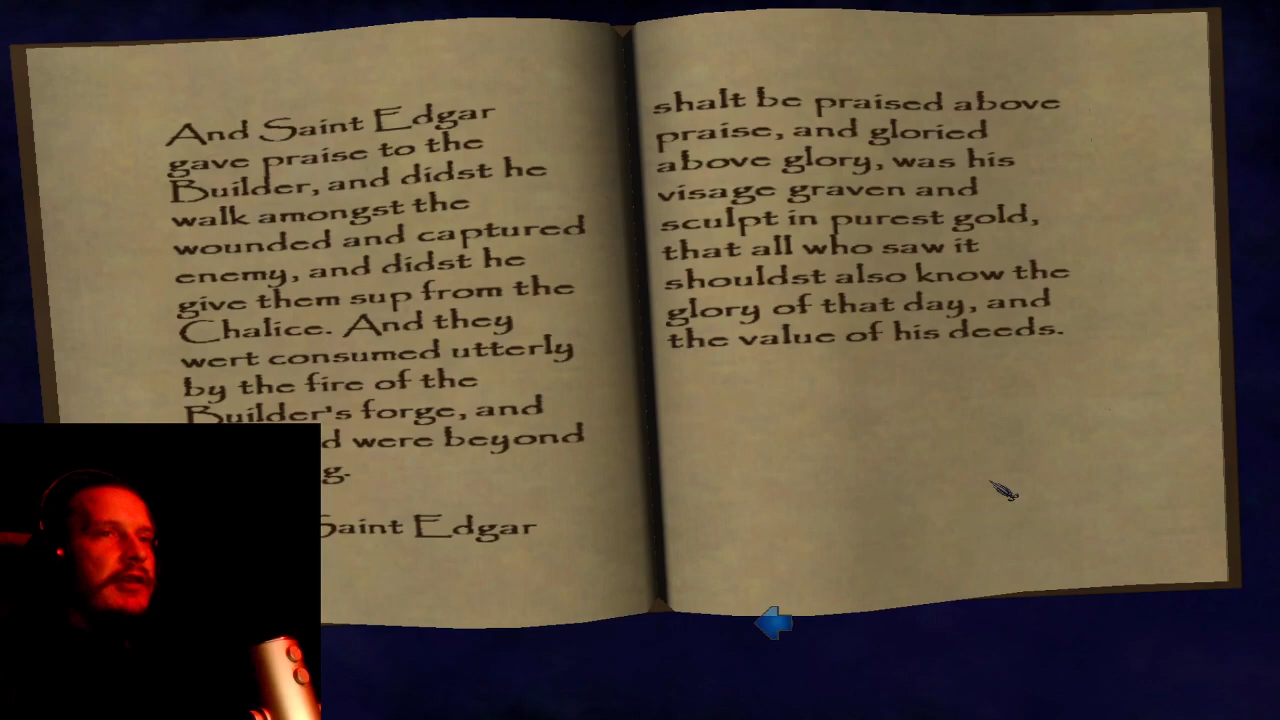 And Saint Edgar
gave praise to the
Builder, and didst he
walk amongst the
wounded and captured
enemy, and didst he
give them sup from the
Chalice. And they
wert consumed utterly
by the fire of the
Builder's forge, and
were beyond
Saint Edgar
shalt be praised above
praise, and gloried
above glory, was his
visage graven and
sculpt in purest gold,
that all who saw it
shouldst also know the
glory of that day, and
the value of his deeds.